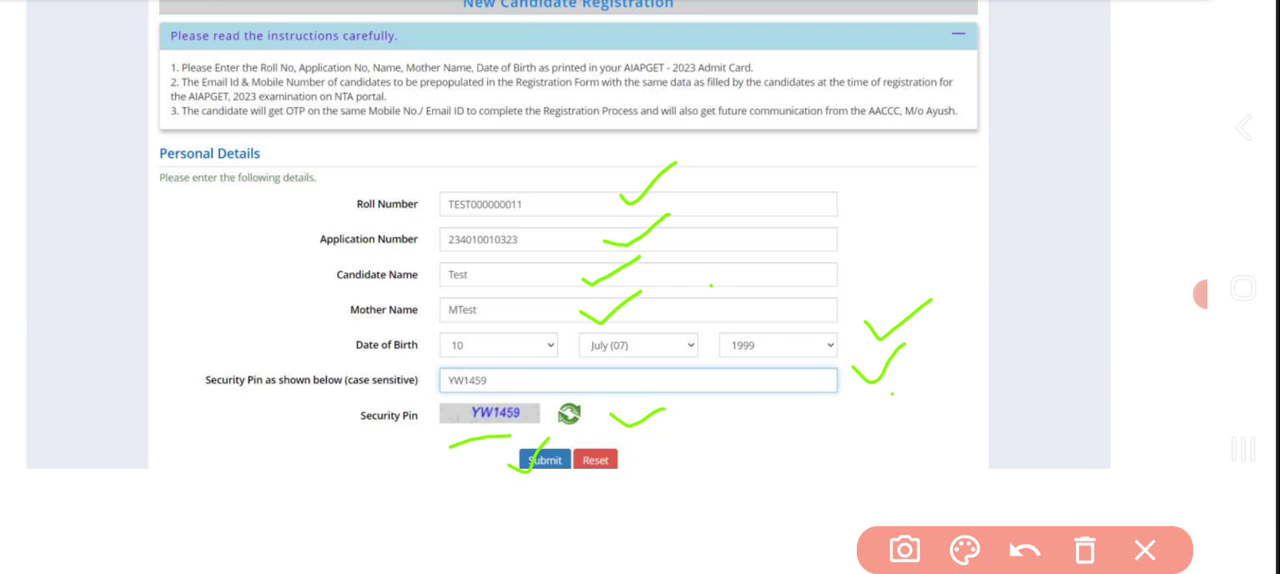 New Candidate Registration
Please read the instructions carefully.
1. Please Enter the Roll No, Application No, Name, Mother Name, Date of Birth as printed in your AIAPGET - 2023 Admit Card.
2. The Email Id & Mobile Number of candidates to be prepopulated in the Registration Form with the same data as filled by the candidates at the time of registration for
the AIAPGET, 2023 examination on NTA portal.
3. The candidate will get OTP on the same Mobile No./ Email ID to complete the Registration Process and will also get future communication from the AACCC, M/o Ayush.
Personal Details
Please enter the following details.
Roll Number TEST000000011
Application Number 234010010323
Candidate Name Test
Mother Name MTest
Date of Birth 10 July (07) 1999
Security Pin as shown below (case sensitive) YW1459
Security Pin YW1459
Submit Reset